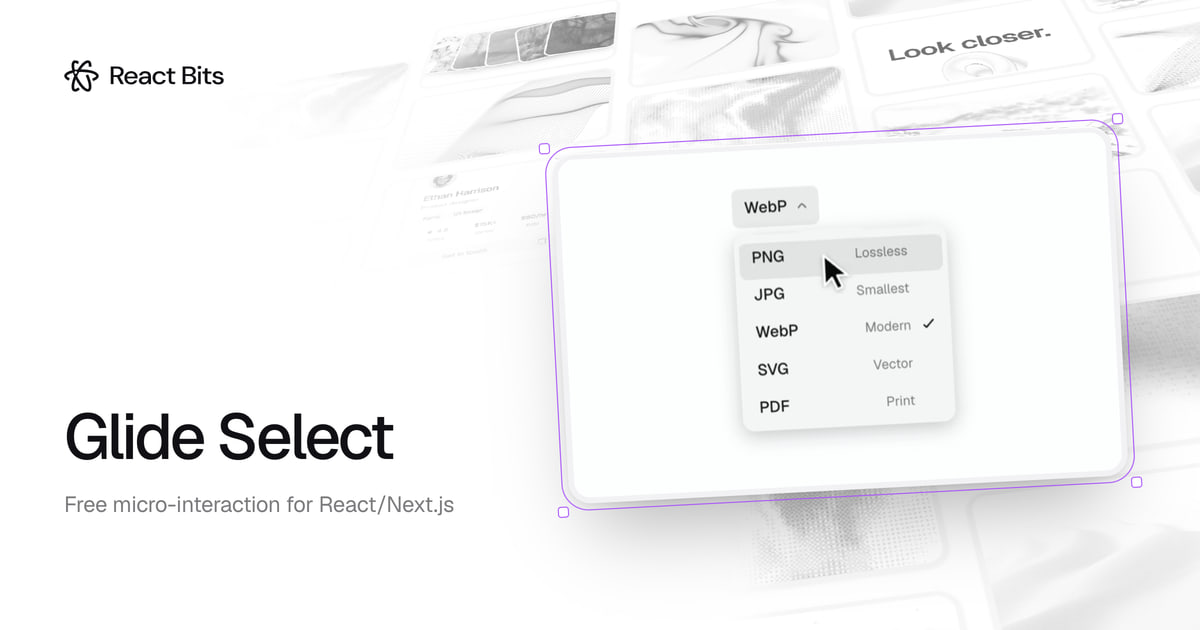 React Bits
Look closer.
Ethan Harrison
WebP
PNG Lossless
JPG Smallest
WebP Modern
SVG Vector
PDF Print
Glide Select
Free micro-interaction for React/Next.js